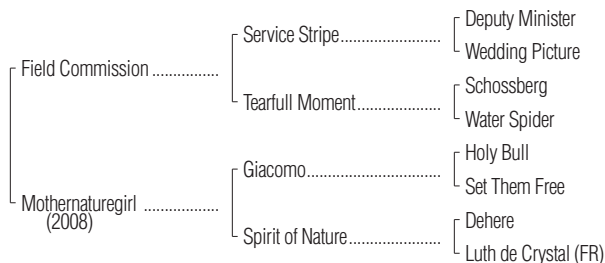 Deputy Minister
Service Stripe
Wedding Picture
Field Commission
Schossberg
Tearfull Moment
Water Spider
Holy Bull
Giacomo
Set Them Free
Mothernaturegirl
(2008)
Dehere
Spirit of Nature
Luth de Crystal (FR)